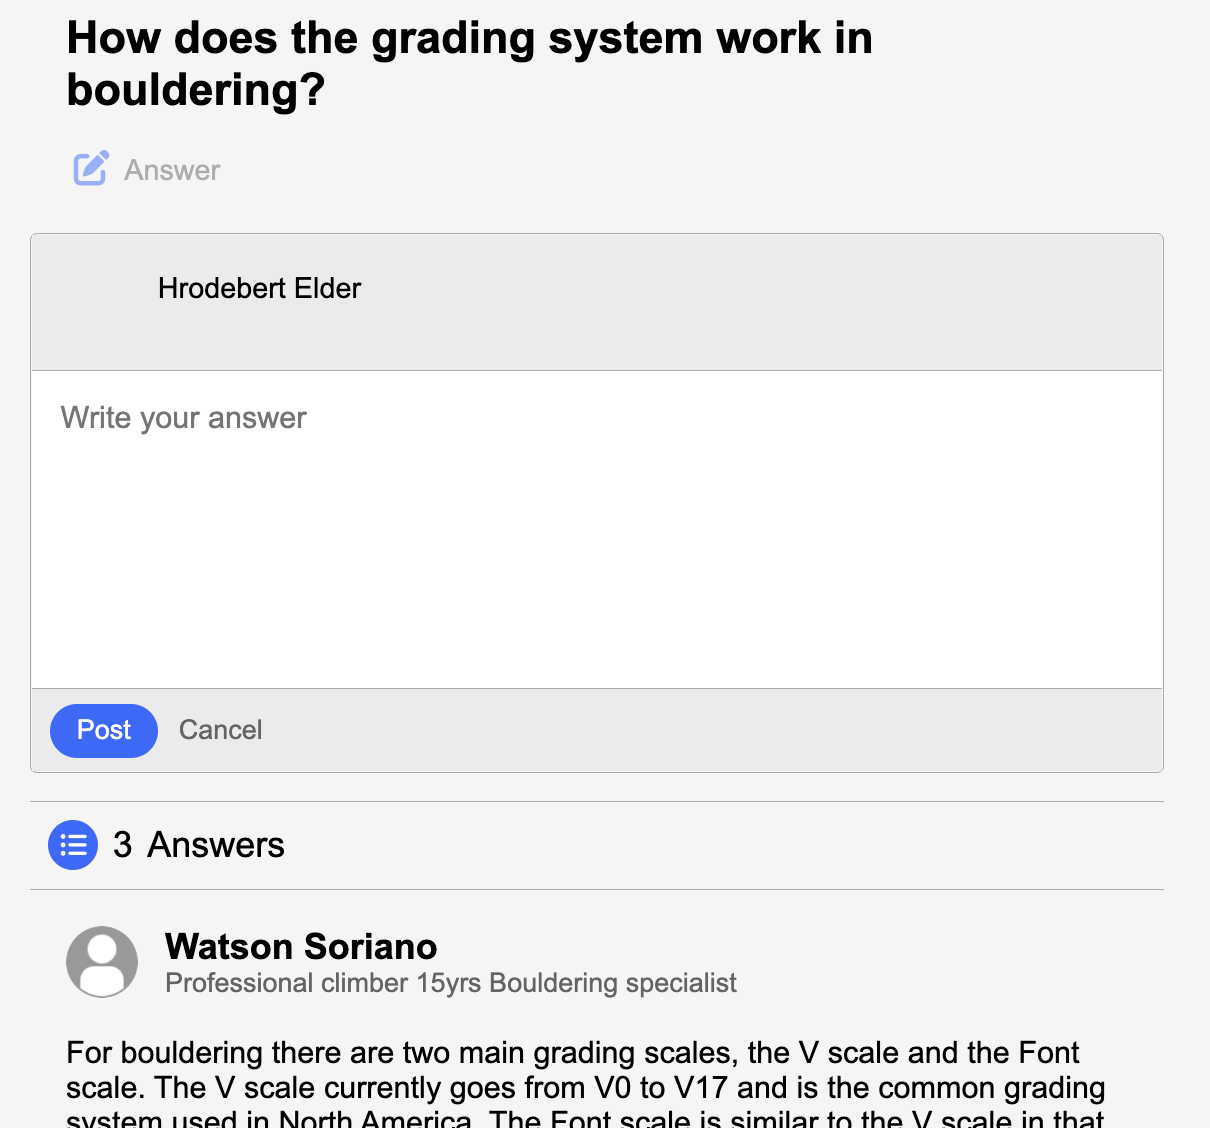 How does the grading system work in
bouldering?
Answer
Hrodebert Elder
Write your answer
Post Cancel
3 Answers
Watson Soriano
Professional climber 15yrs Bouldering specialist
For bouldering there are two main grading scales, the V scale and the Font
scale. The V scale currently goes from V0 to V17 and is the common grading
system used in North America. The Font scale is similar to the V scale in that